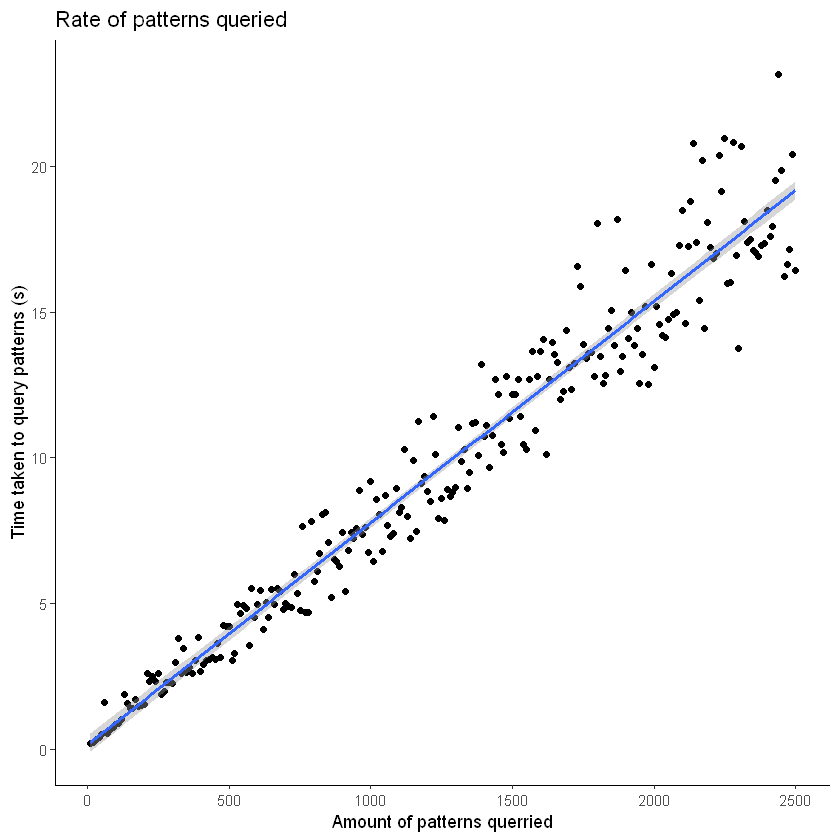 Rate of patterns queried
Time taken to query patterns (s)
20
15
10
5
0
0 500 1000 1500 2000 2500
Amount of patterns querried